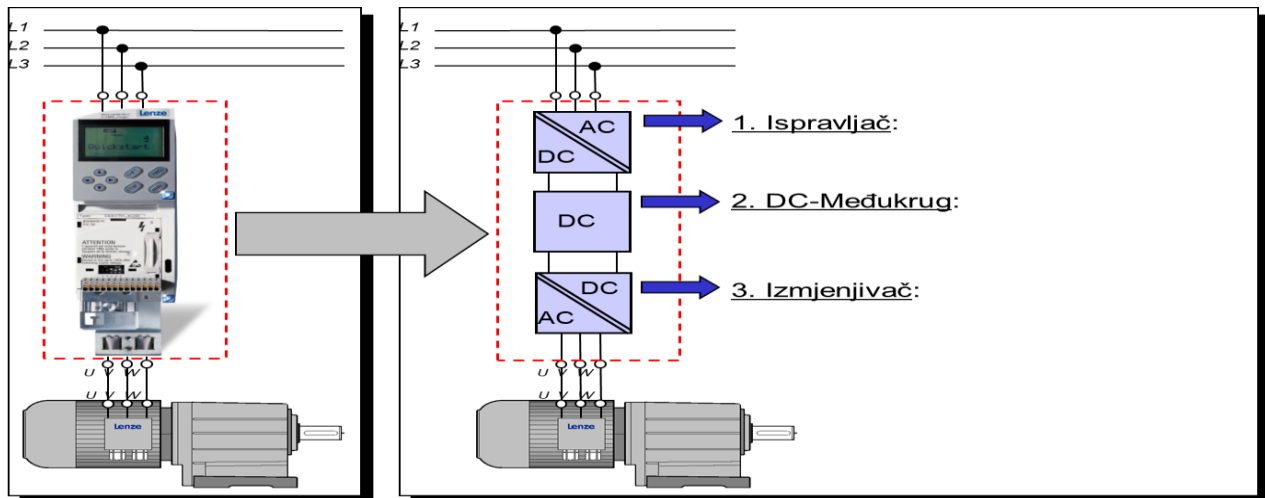 L1
L2
L3
Lenze
Quickstart
ATTENTION
WARNING
U V W
U V W
Lenze
L1
L2
L3
AC
DC
1. Ispravljač:
DC
2. DC-Međukrug:
DC
AC
3. Izmjenjivač:
U V W
U V W
Lenze